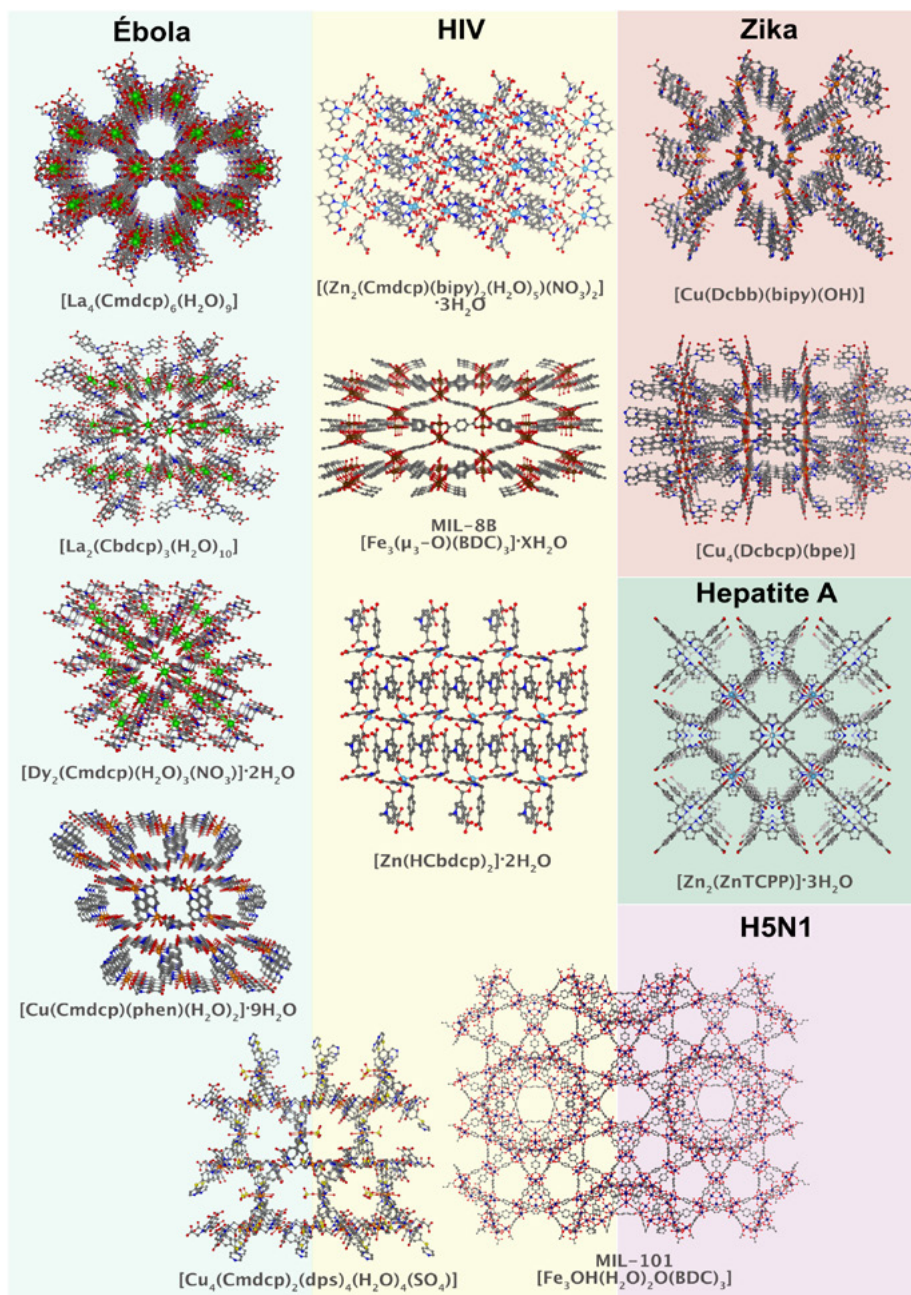 Ébola
HIV
Zika
[La₄(Cmdcp)₆(H₂O)₉]
[(Zn₂(Cmdcp)(bipy)₂(H₂O)₅)(NO₃)₂]
·3H₂O
[Cu(Dcbb)(bipy)(OH)]
[La₂(Cbdcp)₃(H₂O)₁₀]
MIL-8B
[Fe₃(μ₃-O)(BDC)₃]·XH₂O
[Cu₄(Dcbcp)(bpe)]
Hepatite A
[Dy₂(Cmdcp)(H₂O)₃(NO₃)]·2H₂O
[Zn(HCbdcp)₂]·2H₂O
[Zn₂(ZnTCPP)]·3H₂O
H5N1
[Cu(Cmdcp)(phen)(H₂O)₂]·9H₂O
[Cu₄(Cmdcp)₂(dps)₄(H₂O)₄(SO₄)]
MIL-101
[Fe₃OH(H₂O)₂O(BDC)₃]